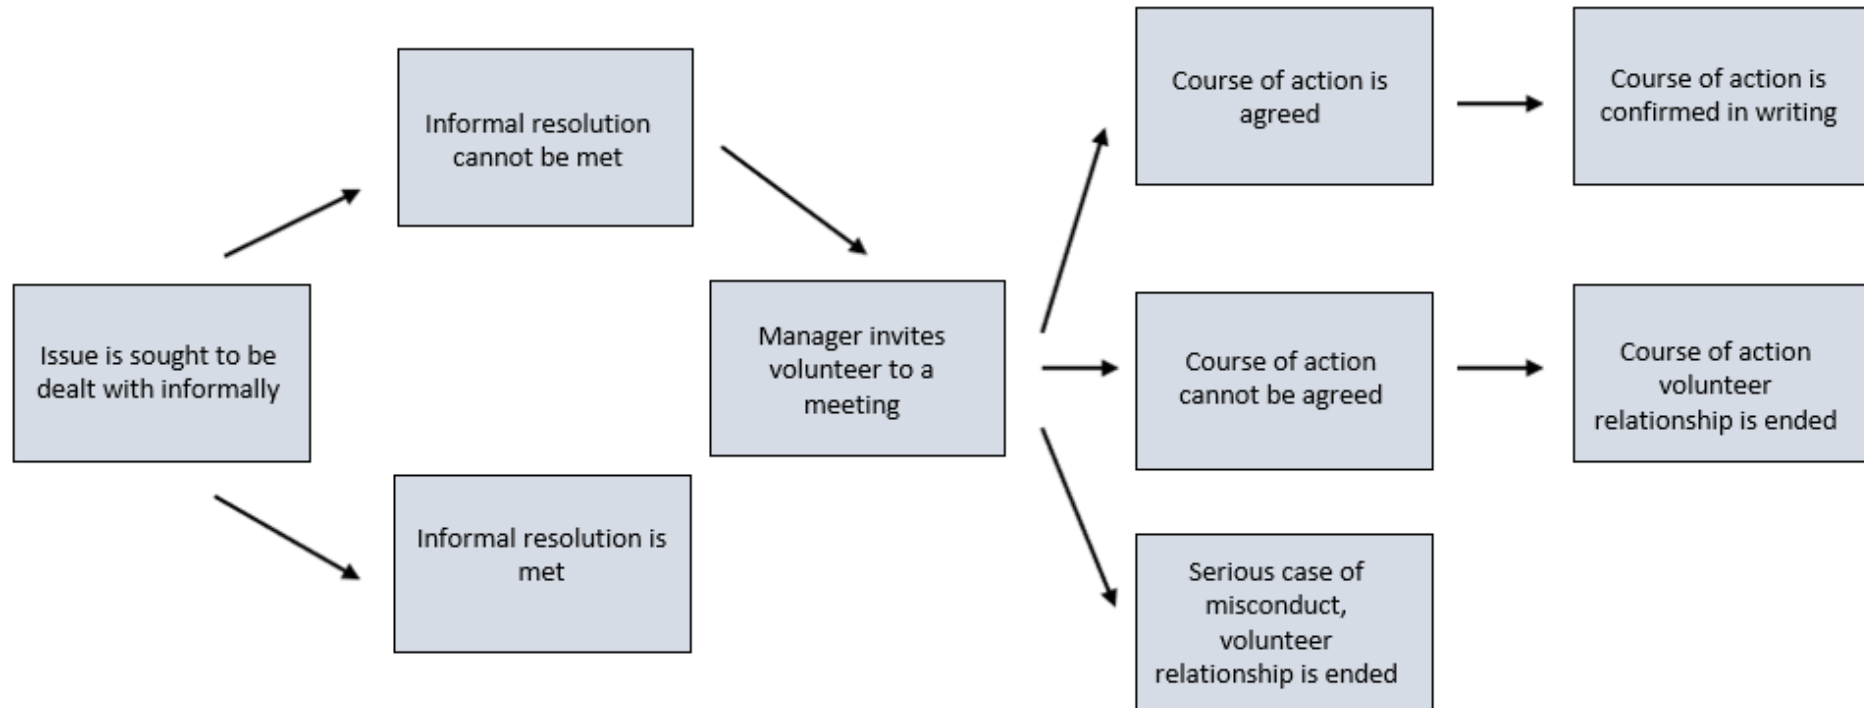 Issue is sought to be
dealt with informally
Informal resolution
cannot be met
Informal resolution is
met
Manager invites
volunteer to a
meeting
Course of action is
agreed
Course of action is
confirmed in writing
Course of action
cannot be agreed
Course of action
volunteer
relationship is ended
Serious case of
misconduct,
volunteer
relationship is ended